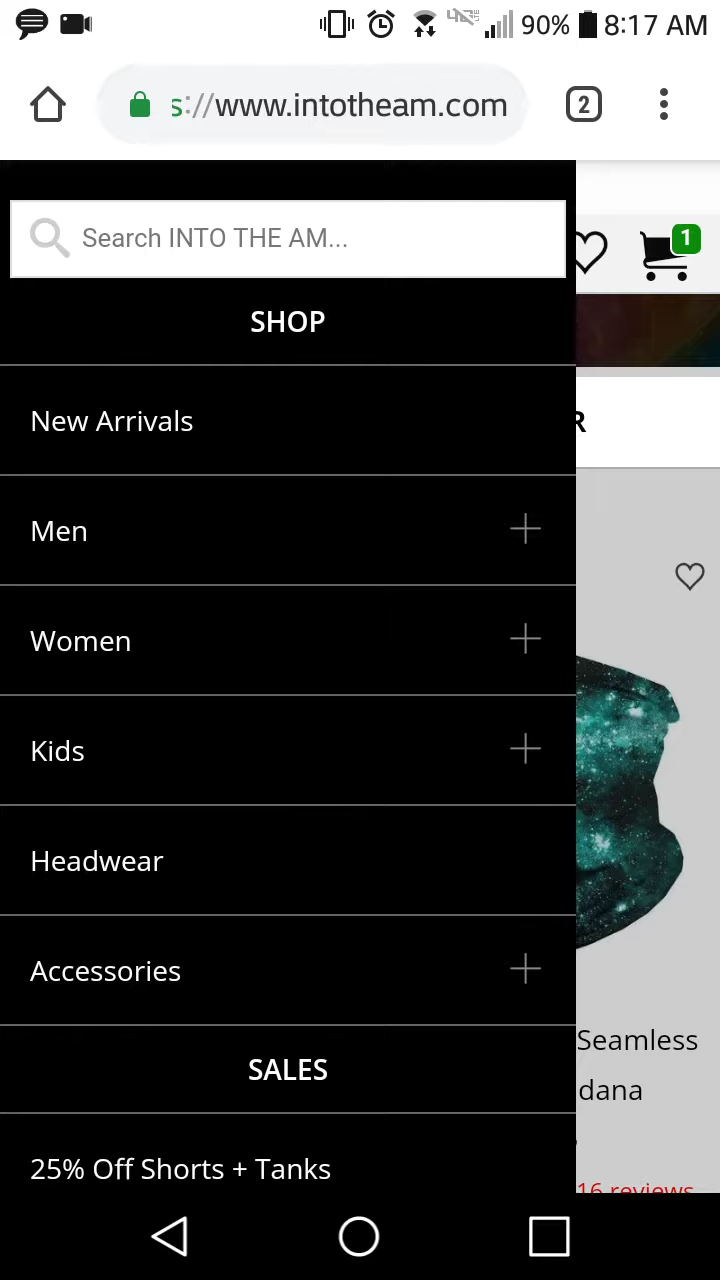 90% 8:17 AM
s://www.intotheam.com
2
Search INTO THE AM...
1
SHOP
R
New Arrivals
Men
Women
Kids
Headwear
Accessories
Seamless
SALES
dana
25% Off Shorts + Tanks
16 reviews